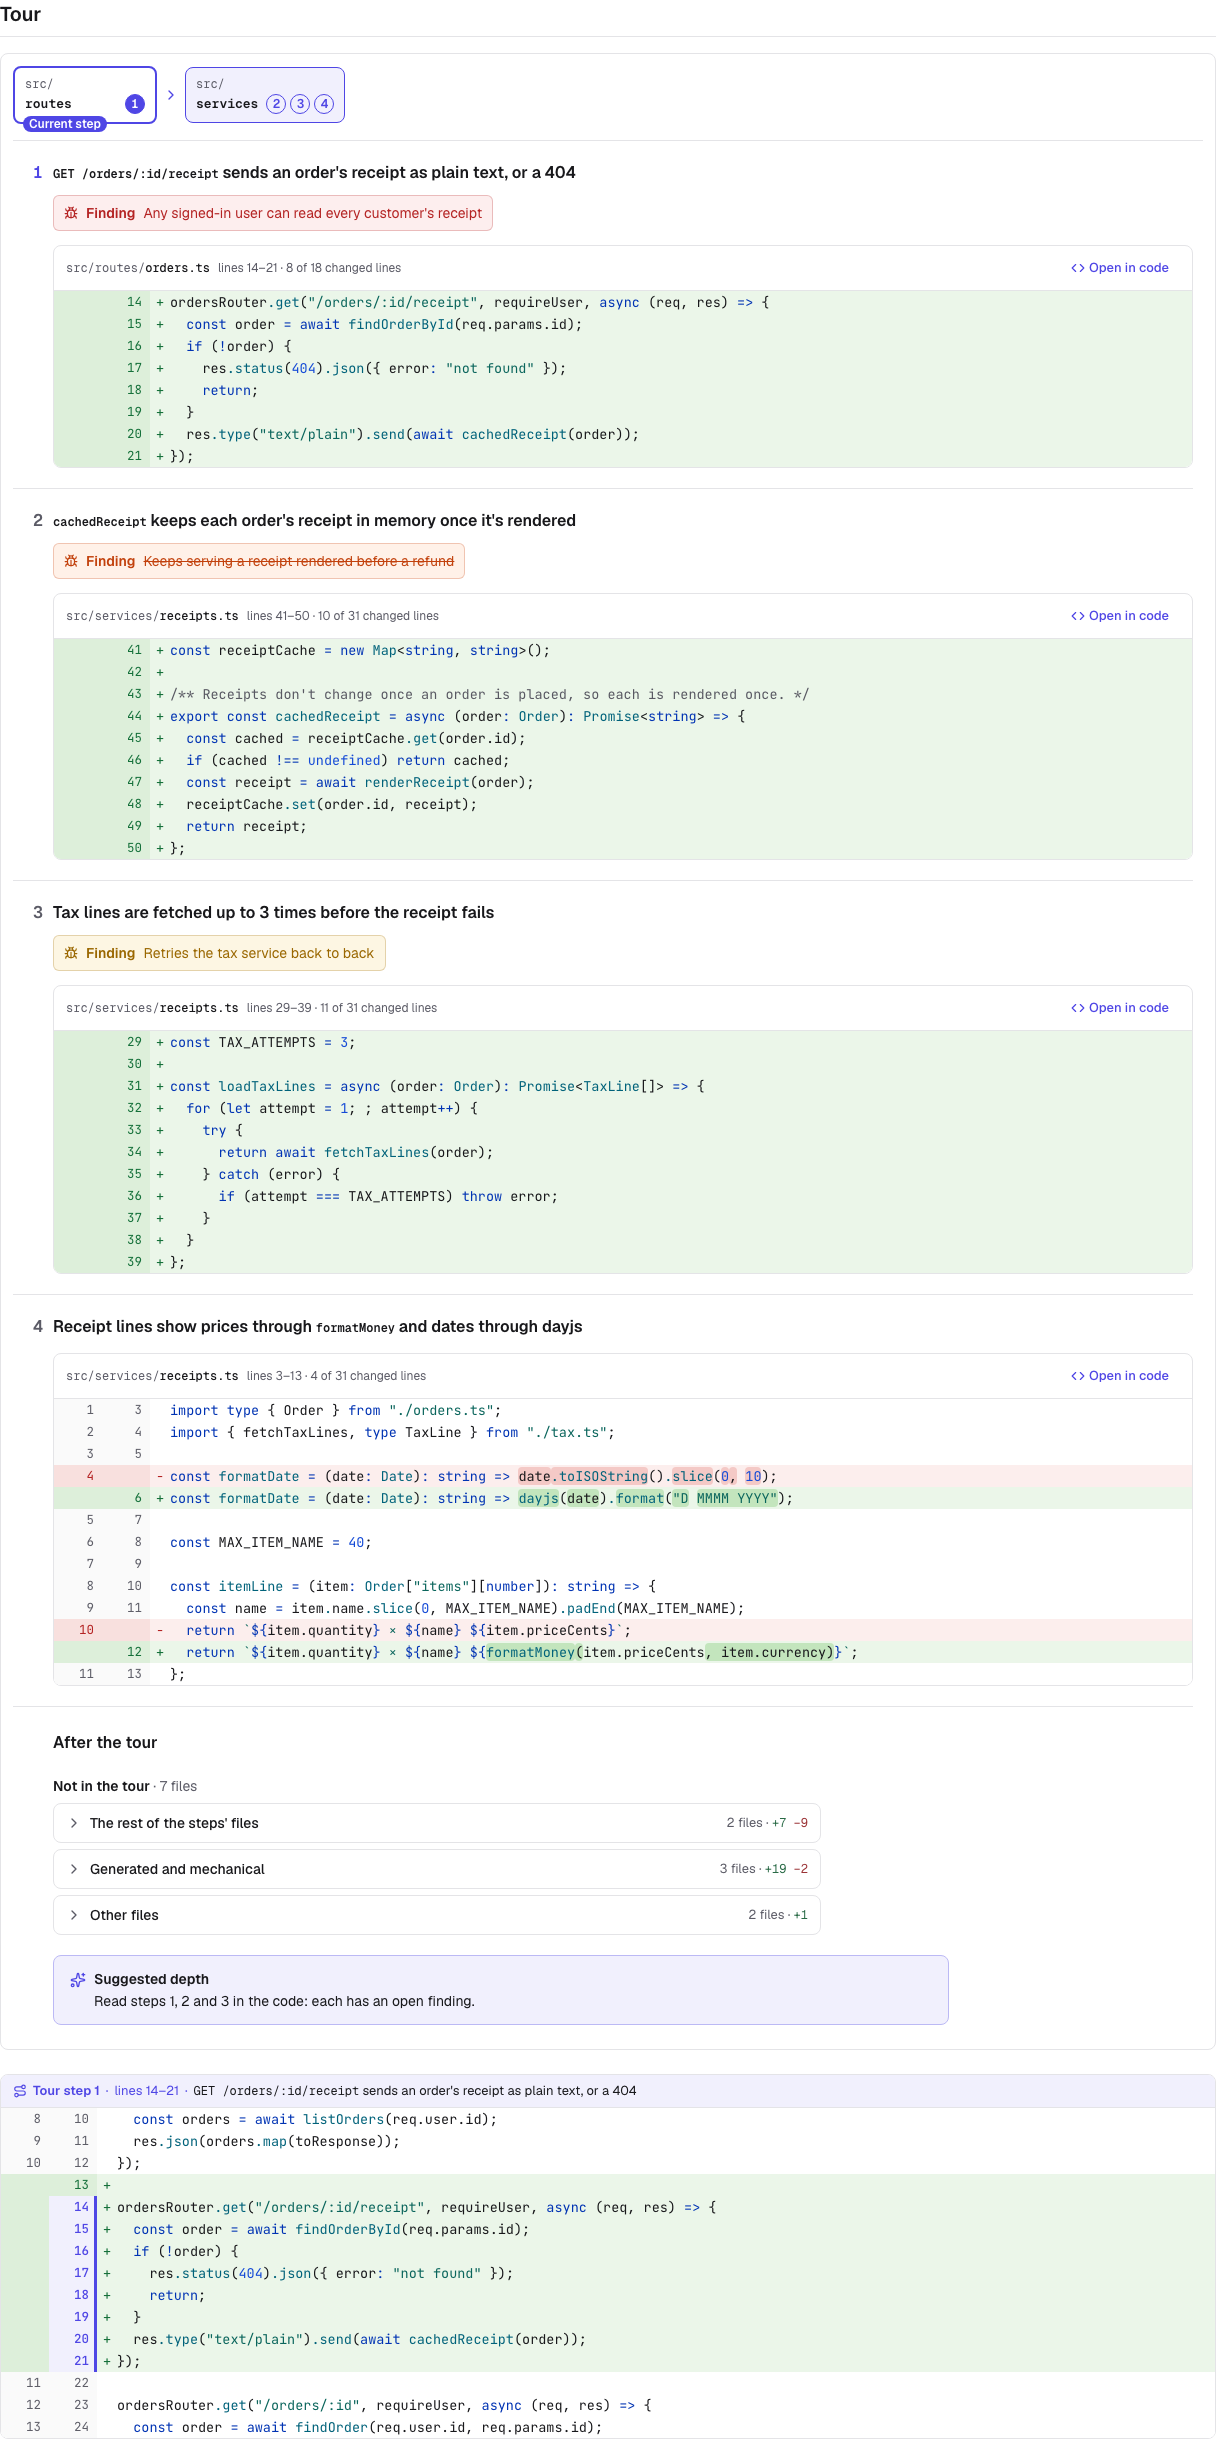 Tour
src/
routes 1
Current step
src/
services 2 3 4
1 GET /orders/:id/receipt sends an order's receipt as plain text, or a 404
Finding Any signed-in user can read every customer's receipt
src/routes/orders.ts lines 14–21 · 8 of 18 changed lines Open in code
14 + ordersRouter.get("/orders/:id/receipt", requireUser, async (req, res) => {
15 +   const order = await findOrderById(req.params.id);
16 +   if (!order) {
17 +     res.status(404).json({ error: "not found" });
18 +     return;
19 +   }
20 +   res.type("text/plain").send(await cachedReceipt(order));
21 + });
2 cachedReceipt keeps each order's receipt in memory once it's rendered
Finding Keeps serving a receipt rendered before a refund
src/services/receipts.ts lines 41–50 · 10 of 31 changed lines Open in code
41 + const receiptCache = new Map<string, string>();
42 +
43 + /** Receipts don't change once an order is placed, so each is rendered once. */
44 + export const cachedReceipt = async (order: Order): Promise<string> => {
45 +   const cached = receiptCache.get(order.id);
46 +   if (cached !== undefined) return cached;
47 +   const receipt = await renderReceipt(order);
48 +   receiptCache.set(order.id, receipt);
49 +   return receipt;
50 + };
3 Tax lines are fetched up to 3 times before the receipt fails
Finding Retries the tax service back to back
src/services/receipts.ts lines 29–39 · 11 of 31 changed lines Open in code
29 + const TAX_ATTEMPTS = 3;
30 +
31 + const loadTaxLines = async (order: Order): Promise<TaxLine[]> => {
32 +   for (let attempt = 1; ; attempt++) {
33 +     try {
34 +       return await fetchTaxLines(order);
35 +     } catch (error) {
36 +       if (attempt === TAX_ATTEMPTS) throw error;
37 +     }
38 +   }
39 + };
4 Receipt lines show prices through formatMoney and dates through dayjs
src/services/receipts.ts lines 3–13 · 4 of 31 changed lines Open in code
1 3 import type { Order } from "./orders.ts";
2 4 import { fetchTaxLines, type TaxLine } from "./tax.ts";
3 5
4 - const formatDate = (date: Date): string => date.toISOString().slice(0, 10);
6 + const formatDate = (date: Date): string => dayjs(date).format("D MMMM YYYY");
5 7
6 8 const MAX_ITEM_NAME = 40;
7 9
8 10 const itemLine = (item: Order["items"][number]): string => {
9 11   const name = item.name.slice(0, MAX_ITEM_NAME).padEnd(MAX_ITEM_NAME);
10 -   return `${item.quantity} × ${name} ${item.priceCents}`;
12 +   return `${item.quantity} × ${name} ${formatMoney(item.priceCents, item.currency)}`;
11 13 };
After the tour
Not in the tour · 7 files
The rest of the steps' files 2 files · +7 −9
Generated and mechanical 3 files · +19 −2
Other files 2 files · +1
Suggested depth
Read steps 1, 2 and 3 in the code: each has an open finding.
Tour step 1 · lines 14–21 · GET /orders/:id/receipt sends an order's receipt as plain text, or a 404
8 10   const orders = await listOrders(req.user.id);
9 11   res.json(orders.map(toResponse));
10 12 });
13 +
14 + ordersRouter.get("/orders/:id/receipt", requireUser, async (req, res) => {
15 +   const order = await findOrderById(req.params.id);
16 +   if (!order) {
17 +     res.status(404).json({ error: "not found" });
18 +     return;
19 +   }
20 +   res.type("text/plain").send(await cachedReceipt(order));
21 + });
11 22
12 23 ordersRouter.get("/orders/:id", requireUser, async (req, res) => {
13 24   const order = await findOrder(req.user.id, req.params.id);